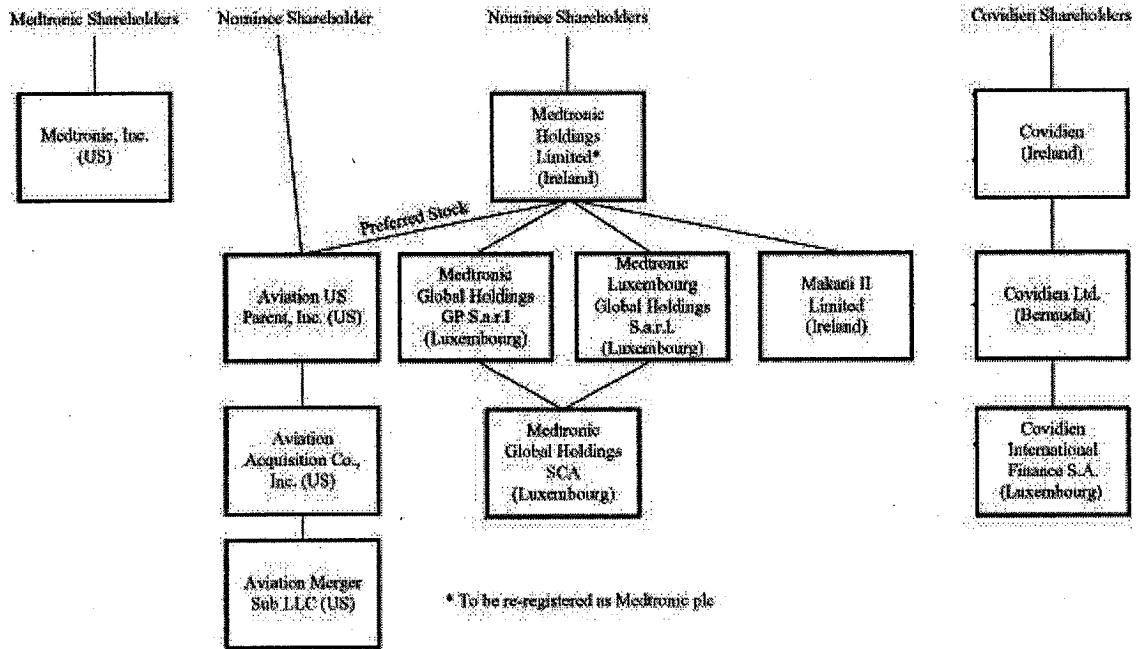 Medtronic Shareholders
Nominee Shareholder
Nominee Shareholders
Covidien Shareholders
Medtronic, Inc.
(US)
Medtronic
Holdings
Limited*
(Ireland)
Covidien
(Ireland)
Preferred Stock
Aviation US
Parent, Inc. (US)
Medtronic
Global Holdings
GP S.a.r.l
(Luxembourg)
Medtronic
Luxembourg
Global Holdings
S.a.r.l.
(Luxembourg)
Makani II
Limited
(Ireland)
Covidien Ltd.
(Bermuda)
Aviation
Acquisition Co.,
Inc. (US)
Medtronic
Global Holdings
SCA
(Luxembourg)
Covidien
International
Finance S.A.
(Luxembourg)
Aviation Merger
Sub LLC (US)
* To be re-registered as Medtronic plc